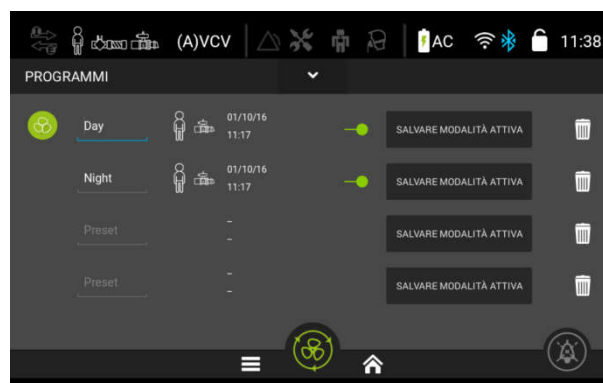 (A)VCV AC 11:38
PROGRAMMI
Day 01/10/16 11:17 SALVARE MODALITÀ ATTIVA
Night 01/10/16 11:17 SALVARE MODALITÀ ATTIVA
Preset – – SALVARE MODALITÀ ATTIVA
Preset – – SALVARE MODALITÀ ATTIVA